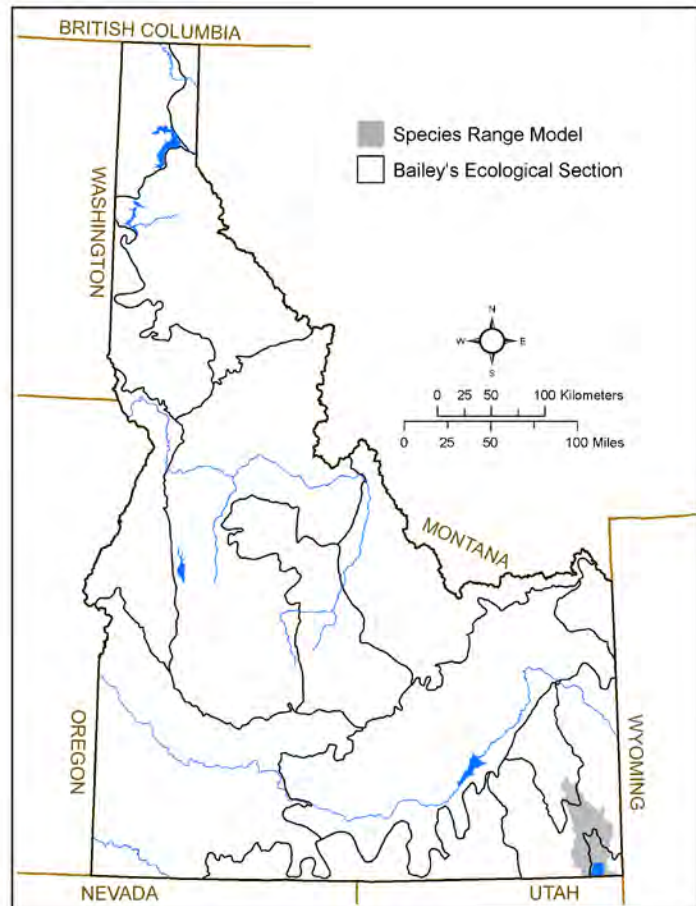 BRITISH COLUMBIA
Species Range Model
Bailey's Ecological Section
WASHINGTON
N
W E
S
0 25 50 100 Kilometers
0 25 50 100 Miles
MONTANA
OREGON
WYOMING
NEVADA UTAH